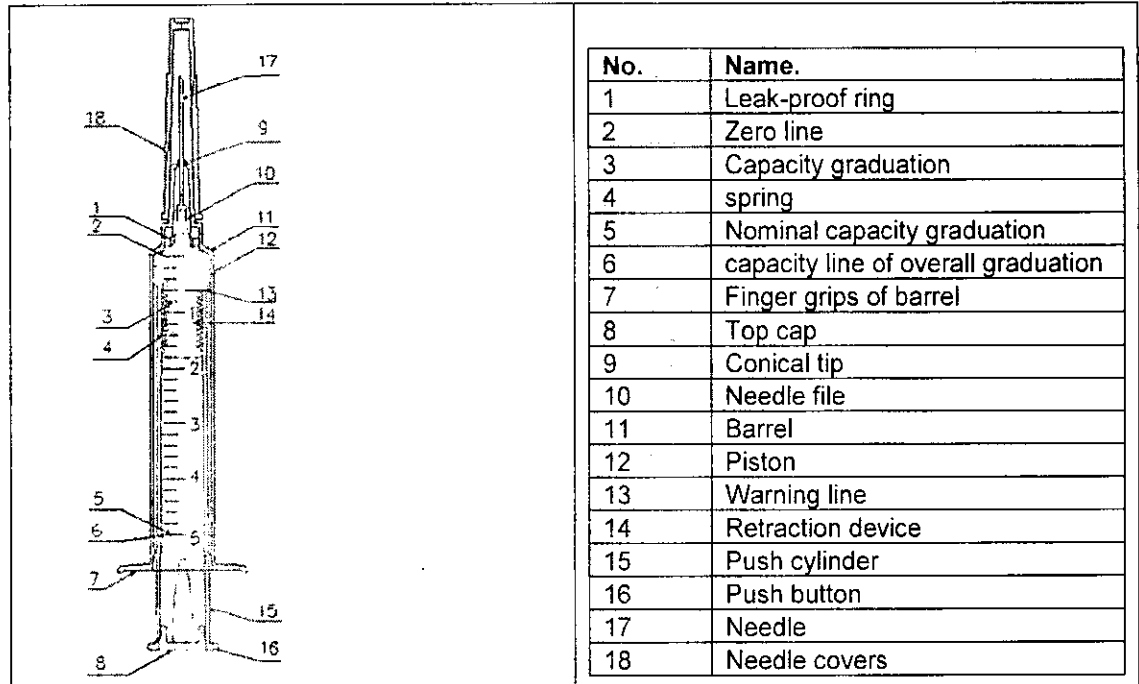 17
18
9
10
1
11
2
12
13
3
1
14
4
2
3
4
5
6
5
7
15
16
8
No. Name.
1 Leak-proof ring
2 Zero line
3 Capacity graduation
4 spring
5 Nominal capacity graduation
6 capacity line of overall graduation
7 Finger grips of barrel
8 Top cap
9 Conical tip
10 Needle file
11 Barrel
12 Piston
13 Warning line
14 Retraction device
15 Push cylinder
16 Push button
17 Needle
18 Needle covers